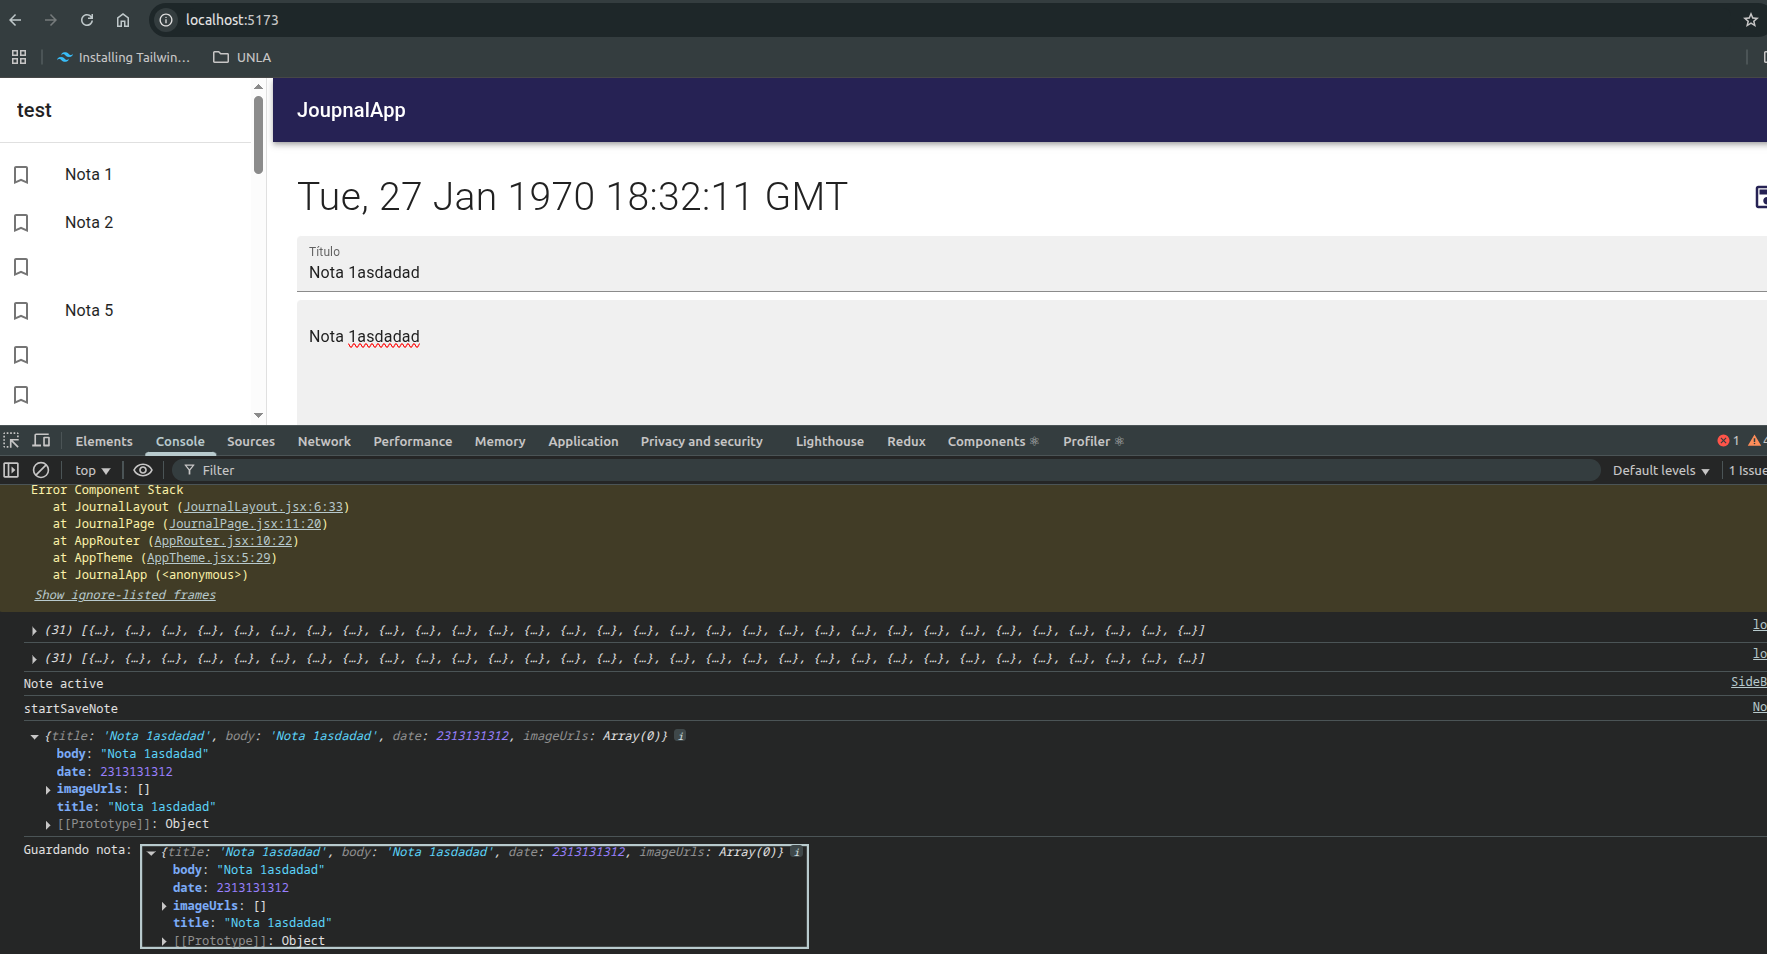 localhost:5173
Installing Tailwin...
UNLA
test
JoupnalApp
Nota 1
Nota 2
Nota 5
Tue, 27 Jan 1970 18:32:11 GMT
Título
Nota 1asdadad
Nota 1asdadad
Elements Console Sources Network Performance Memory Application Privacy and security Lighthouse Redux Components Profiler 1 4
top Filter Default levels 1 Issue
Error Component Stack
at JournalLayout (JournalLayout.jsx:6:33)
at JournalPage (JournalPage.jsx:11:20)
at AppRouter (AppRouter.jsx:10:22)
at AppTheme (AppTheme.jsx:5:29)
at JournalApp (<anonymous>)
Show ignore-listed frames
(31) [{…}, {…}, {…}, {…}, {…}, {…}, {…}, {…}, {…}, {…}, {…}, {…}, {…}, {…}, {…}, {…}, {…}, {…}, {…}, {…}, {…}, {…}, {…}, {…}, {…}, {…}, {…}, {…}, {…}, {…}, {…}] lo
(31) [{…}, {…}, {…}, {…}, {…}, {…}, {…}, {…}, {…}, {…}, {…}, {…}, {…}, {…}, {…}, {…}, {…}, {…}, {…}, {…}, {…}, {…}, {…}, {…}, {…}, {…}, {…}, {…}, {…}, {…}, {…}] lo
Note active SideB
startSaveNote No
{title: 'Nota 1asdadad', body: 'Nota 1asdadad', date: 2313131312, imageUrls: Array(0)} i
body: "Nota 1asdadad"
date: 2313131312
imageUrls: []
title: "Nota 1asdadad"
[[Prototype]]: Object
Guardando nota: {title: 'Nota 1asdadad', body: 'Nota 1asdadad', date: 2313131312, imageUrls: Array(0)} i
body: "Nota 1asdadad"
date: 2313131312
imageUrls: []
title: "Nota 1asdadad"
[[Prototype]]: Object